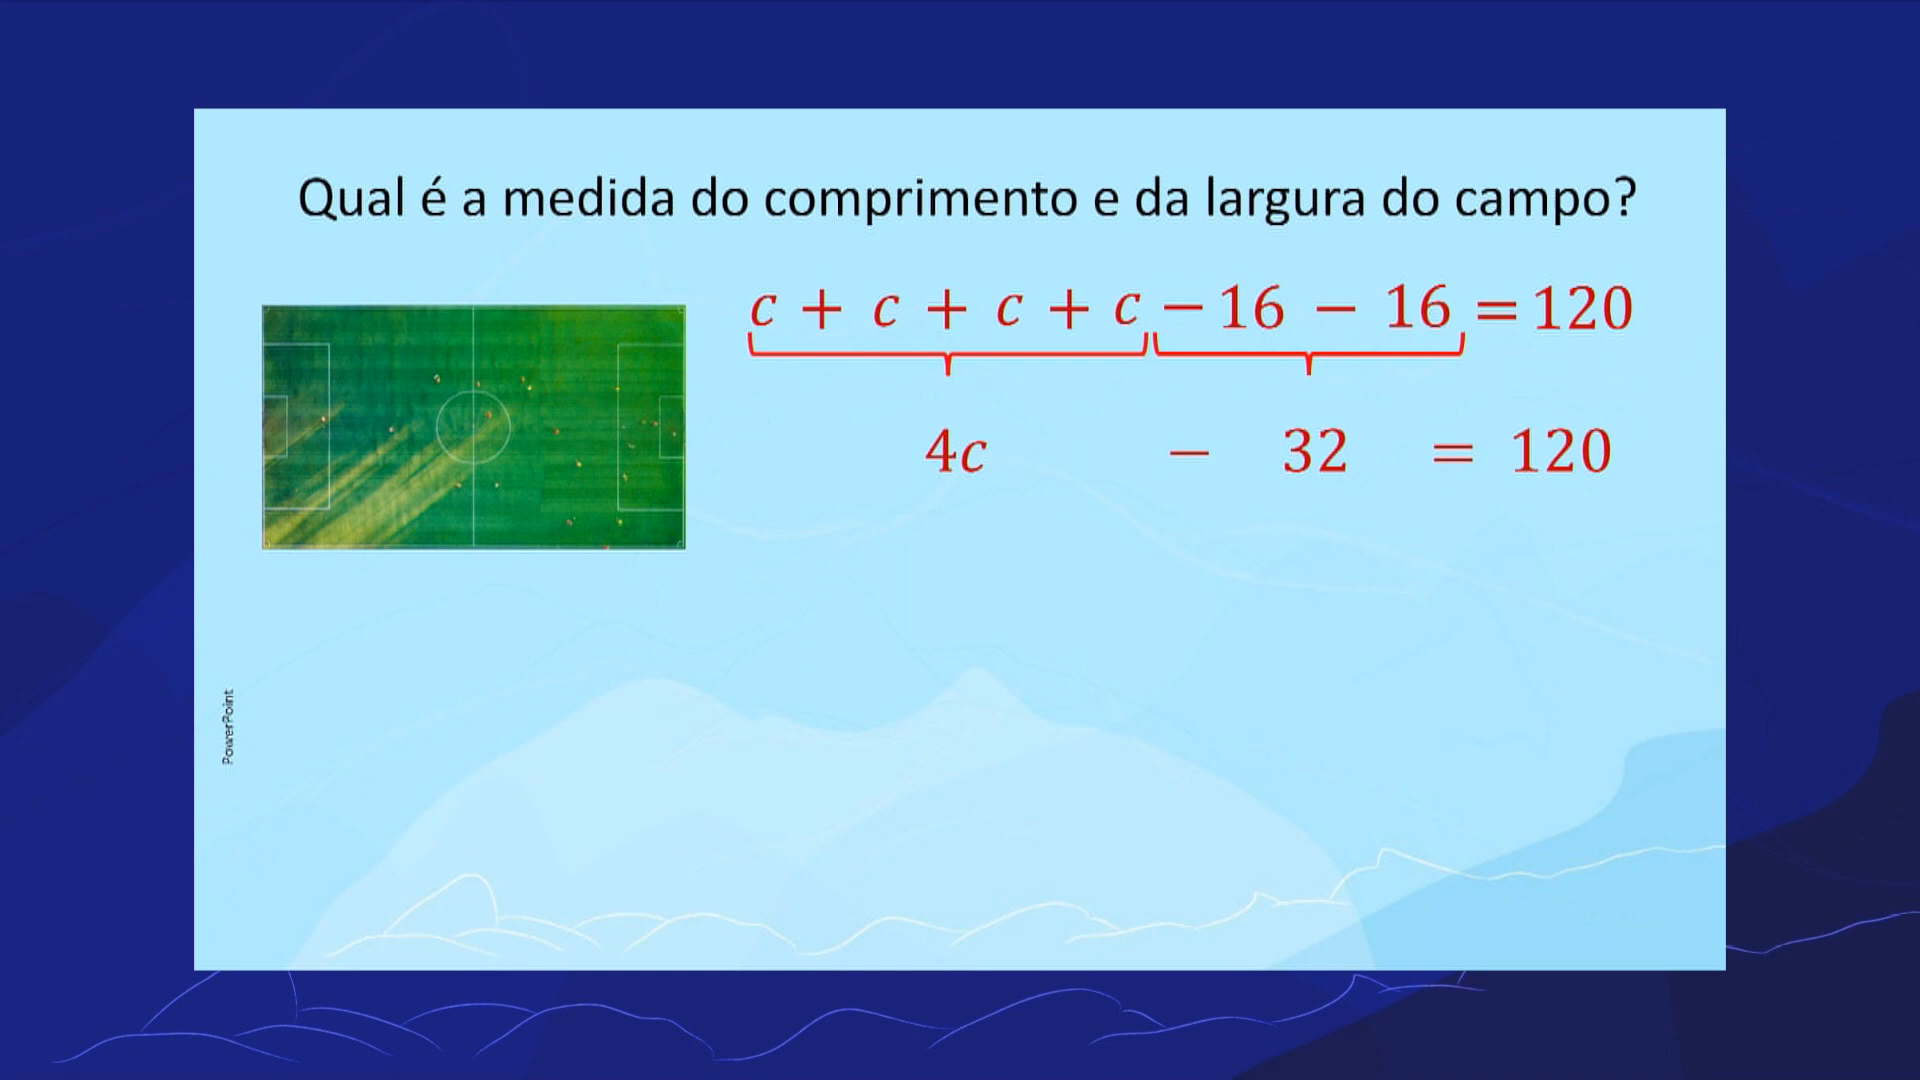 Qual é a medida do comprimento e da largura do campo?
c + c + c + c − 16 − 16 = 120
4c − 32 = 120
PowerPoint